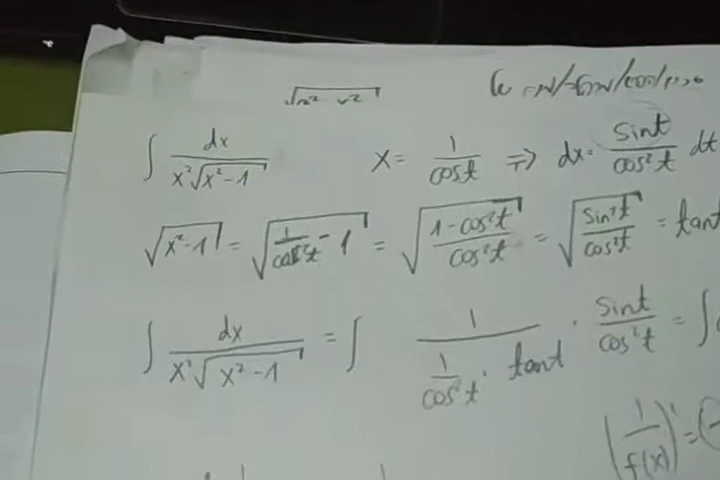 ∫ dx / (x²√(x²-1)) x = 1/cost ⇒ dx = sint/cos²t dt
√(x²-1) = √(1/cos²t - 1) = √((1-cos²t)/cos²t) = √(sin²t/cos²t) = tant
∫ dx / (x²√(x²-1)) = ∫ 1 / (1/cos²t · tant) · sint/cos²t = ∫
(1/f(x))' =